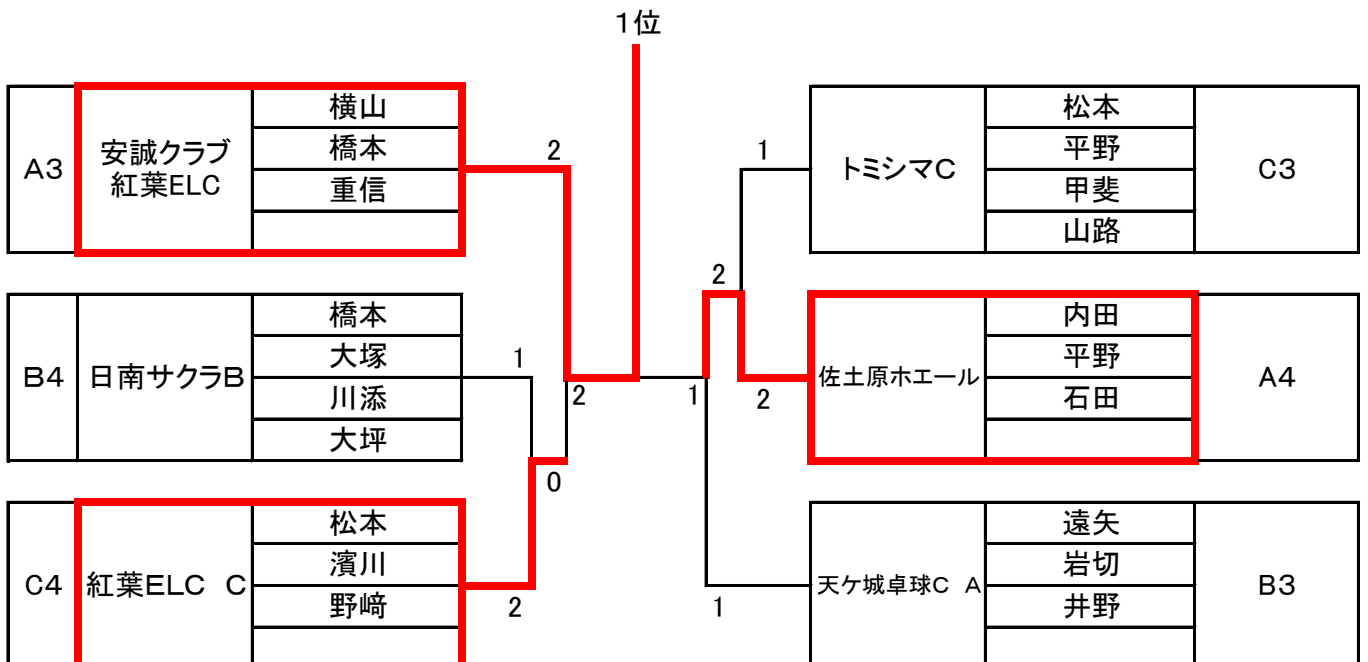 1位
A3
安誠クラブ
紅葉ELC
横山
橋本
重信
2
1
トミシマC
松本
平野
甲斐
山路
C3
2
B4
日南サクラB
橋本
大塚
川添
大坪
1
2
0
1
2
佐土原ホエール
内田
平野
石田
A4
C4
紅葉ELC C
松本
濱川
野﨑
2
1
天ケ城卓球C A
遠矢
岩切
井野
B3